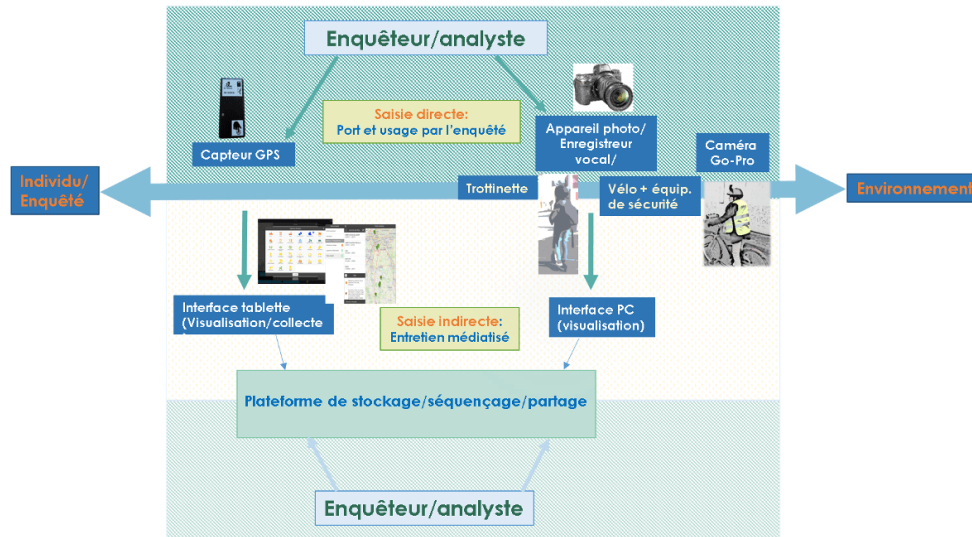 Enquêteur/analyste
Saisie directe:
Port et usage par l'enquêté
Capteur GPS
Appareil photo/
Enregistreur
vocal/
Caméra
Go-Pro
Individu/
Enquêté
Trottinette
Vélo + équip.
de sécurité
Environnement
Interface tablette
(Visualisation/collecte
Saisie indirecte:
Entretien médiatisé
Interface PC
(visualisation)
Plateforme de stockage/séquençage/partage
Enquêteur/analyste